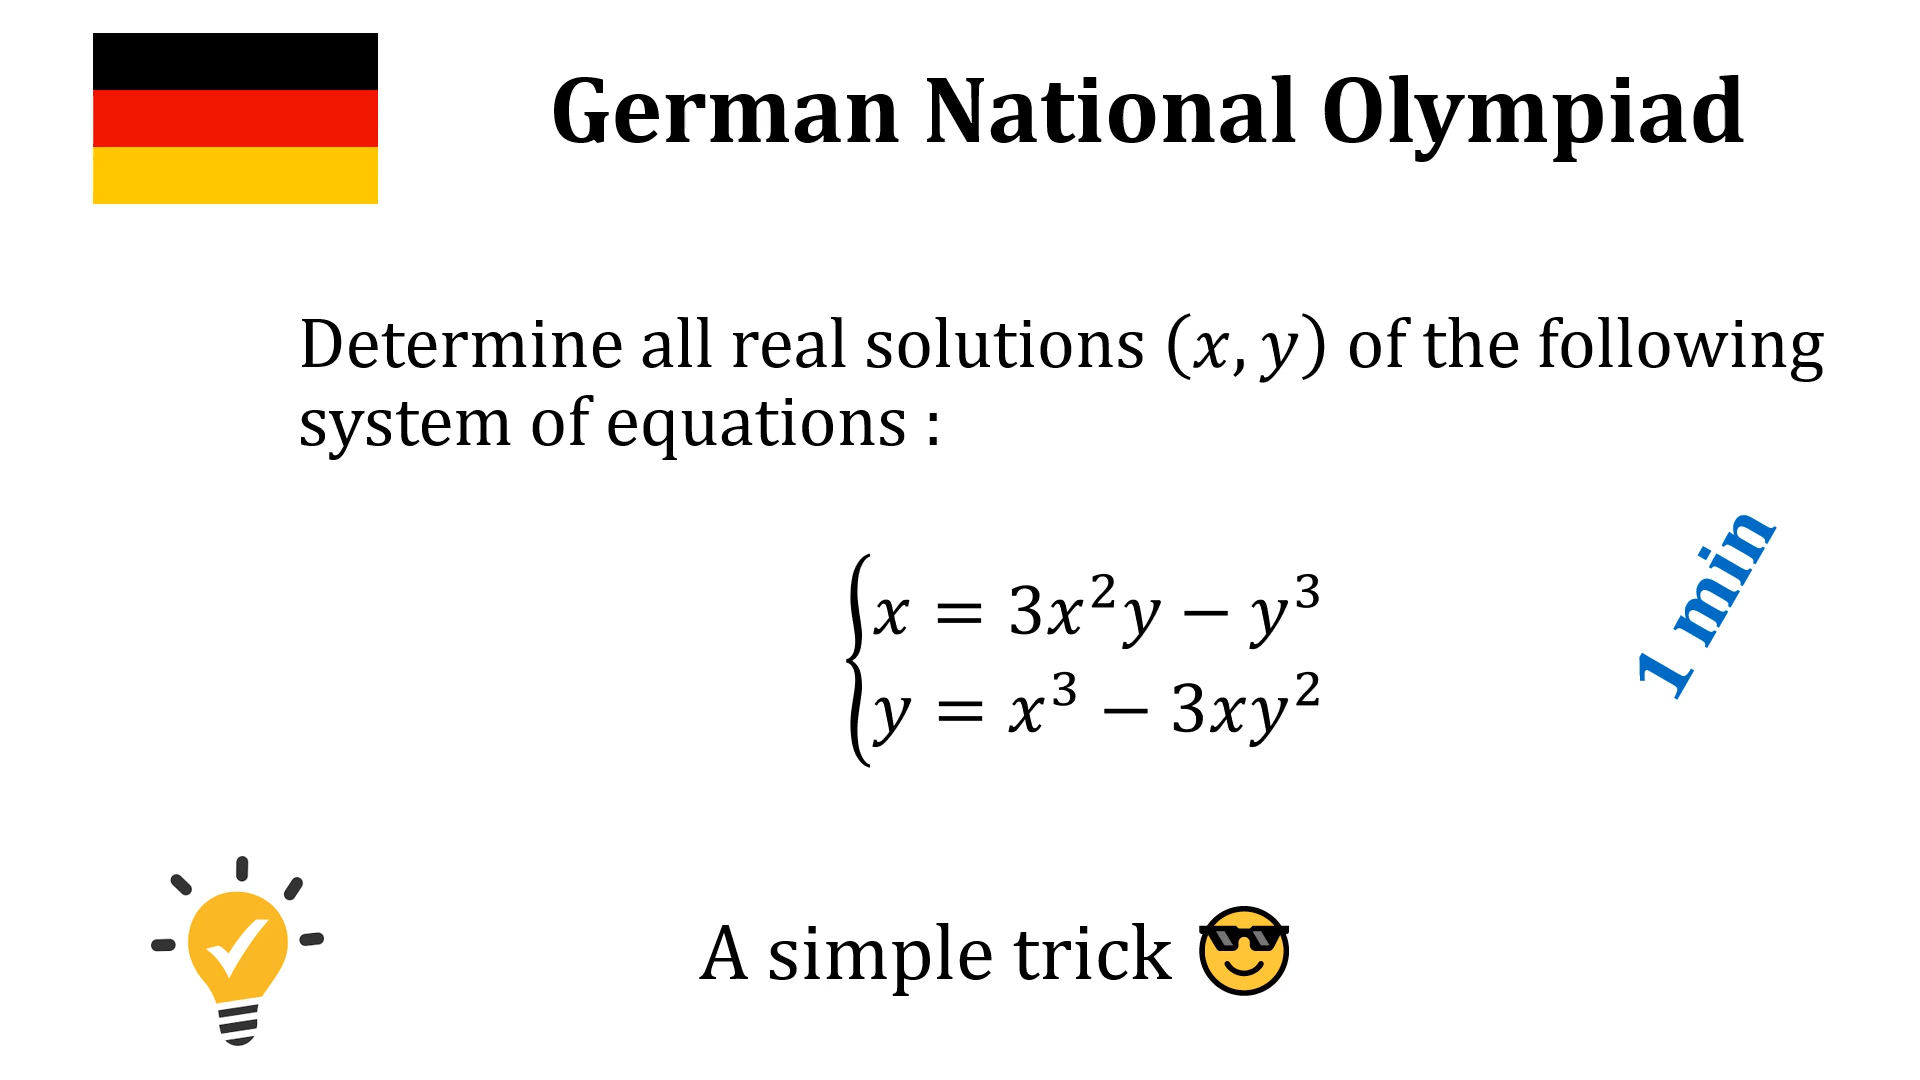 German National Olympiad
Determine all real solutions (x, y) of the following
system of equations :
x = 3x²y − y³
y = x³ − 3xy²
1 min
A simple trick 😎